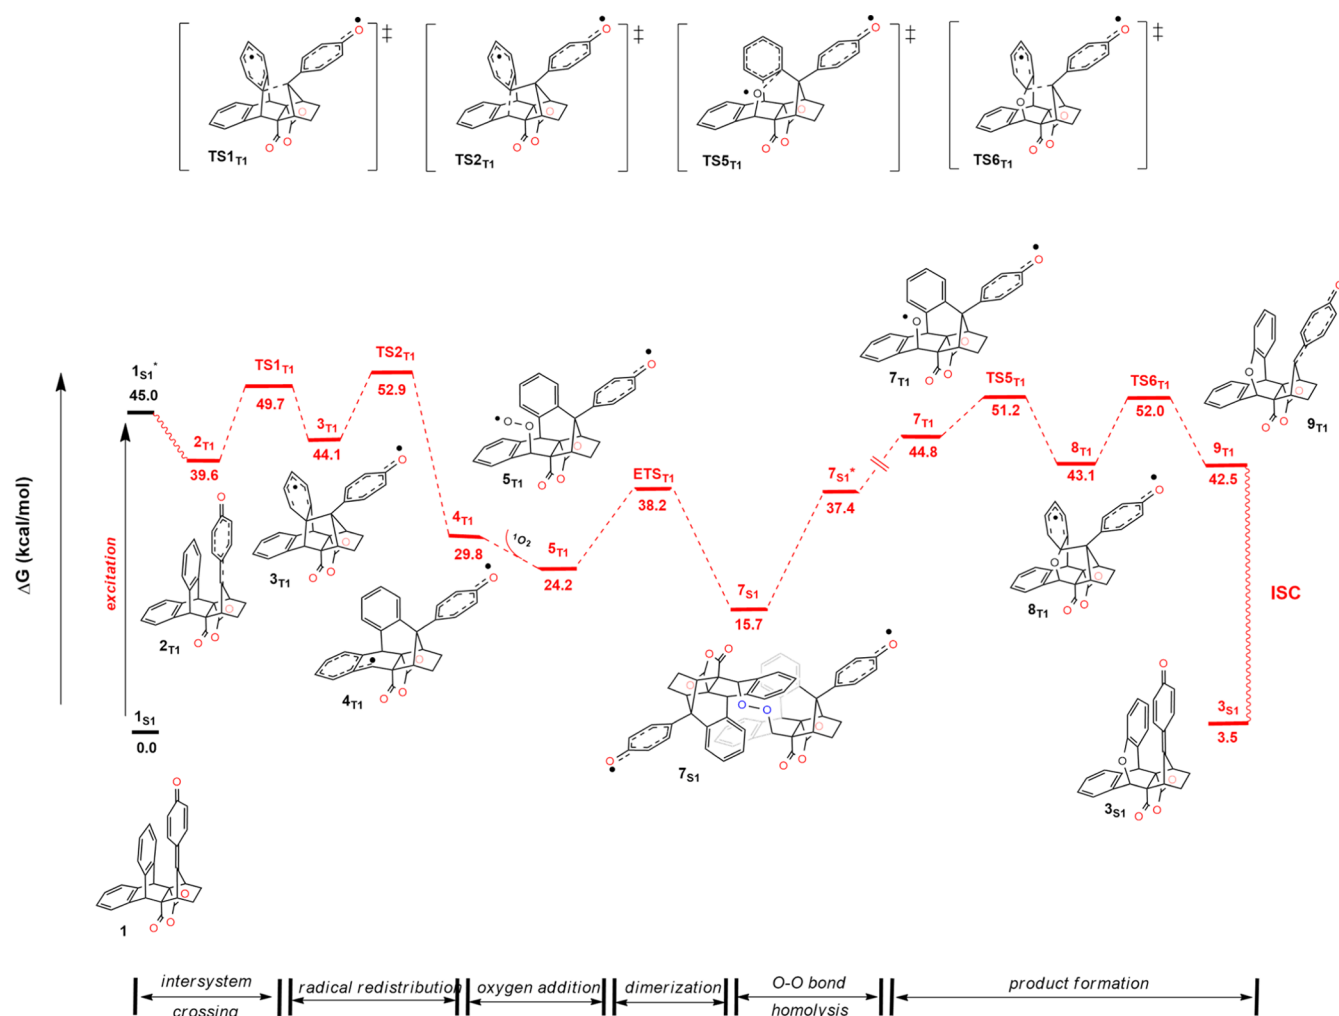 ‡
‡
‡
‡
TS1T1
TS2T1
TS5T1
TS6T1
ΔG (kcal/mol)
excitation
1S1*
45.0
2T1
39.6
TS1T1
49.7
3T1
44.1
TS2T1
52.9
4T1
29.8
1O2
5T1
24.2
ETST1
38.2
7S1
15.7
7S1*
37.4
7T1
44.8
TS5T1
51.2
8T1
43.1
TS6T1
52.0
9T1
42.5
ISC
3S1
3.5
1S1
0.0
2T1
3T1
4T1
5T1
7S1
7T1
8T1
9T1
3S1
1
intersystem
crossing
radical redistribution
oxygen addition
dimerization
O-O bond
homolysis
product formation